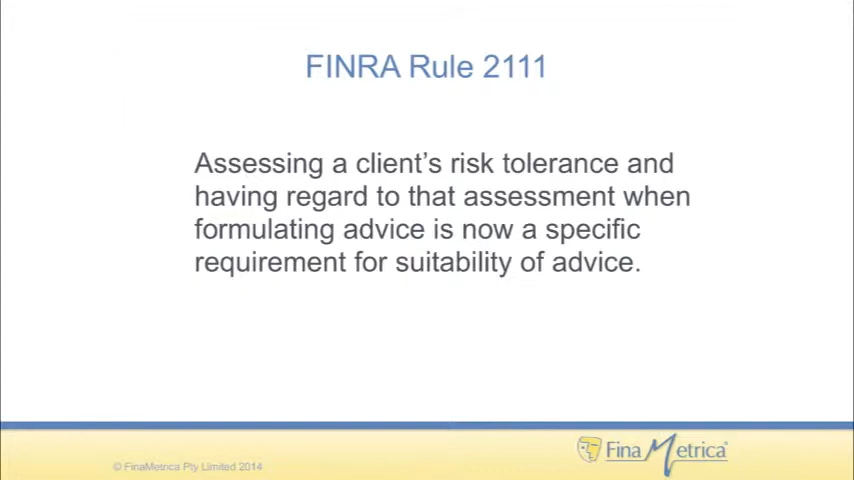 FINRA Rule 2111
Assessing a client's risk tolerance and
having regard to that assessment when
formulating advice is now a specific
requirement for suitability of advice.
© FinaMetrica Pty Limited 2014
FinaMetrica®